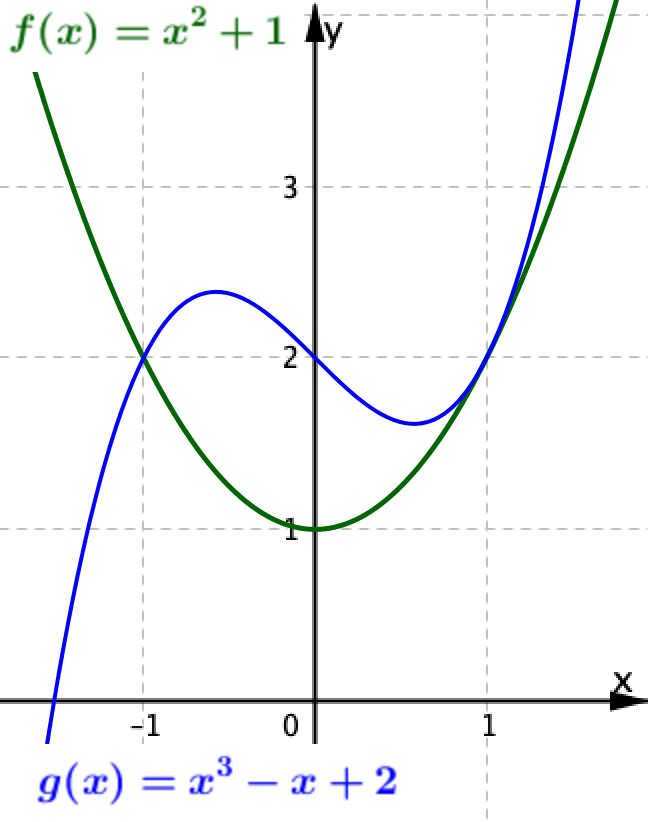 f(x) = x² + 1
y
3
2
1
x
−1 0 1
g(x) = x³ − x + 2